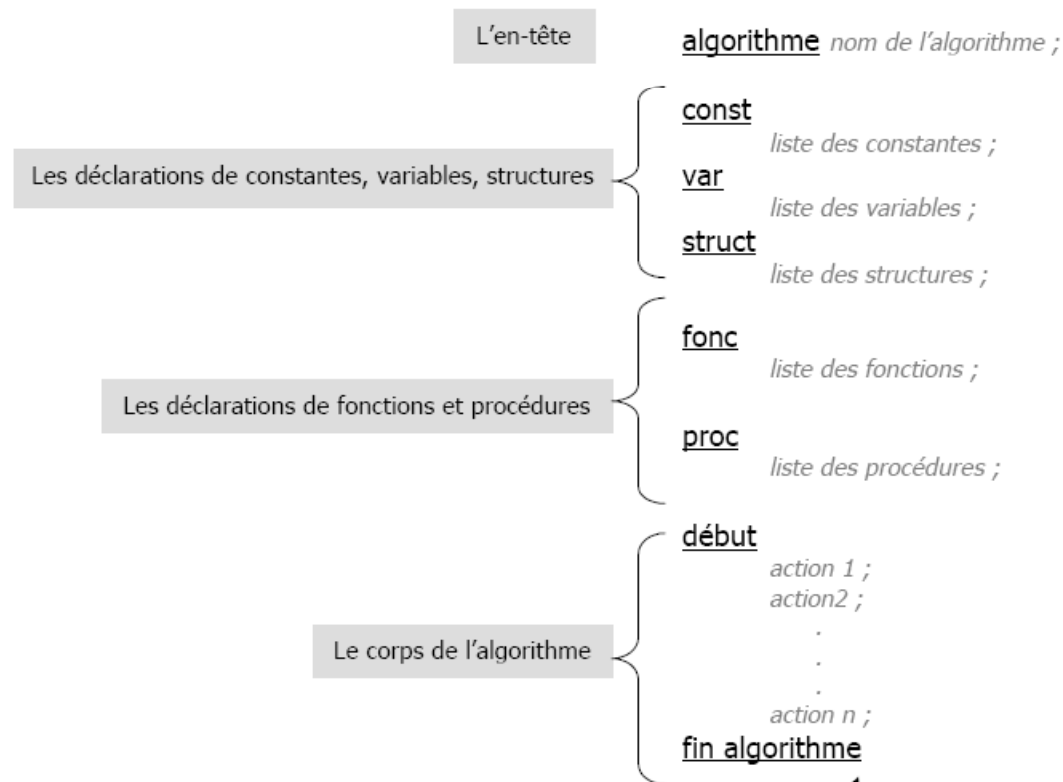 L'en-tête
algorithme nom de l'algorithme ;
const
liste des constantes ;
Les déclarations de constantes, variables, structures
var
liste des variables ;
struct
liste des structures ;
fonc
liste des fonctions ;
Les déclarations de fonctions et procédures
proc
liste des procédures ;
début
action 1 ;
action2 ;
.
Le corps de l'algorithme
.
.
action n ;
fin algorithme